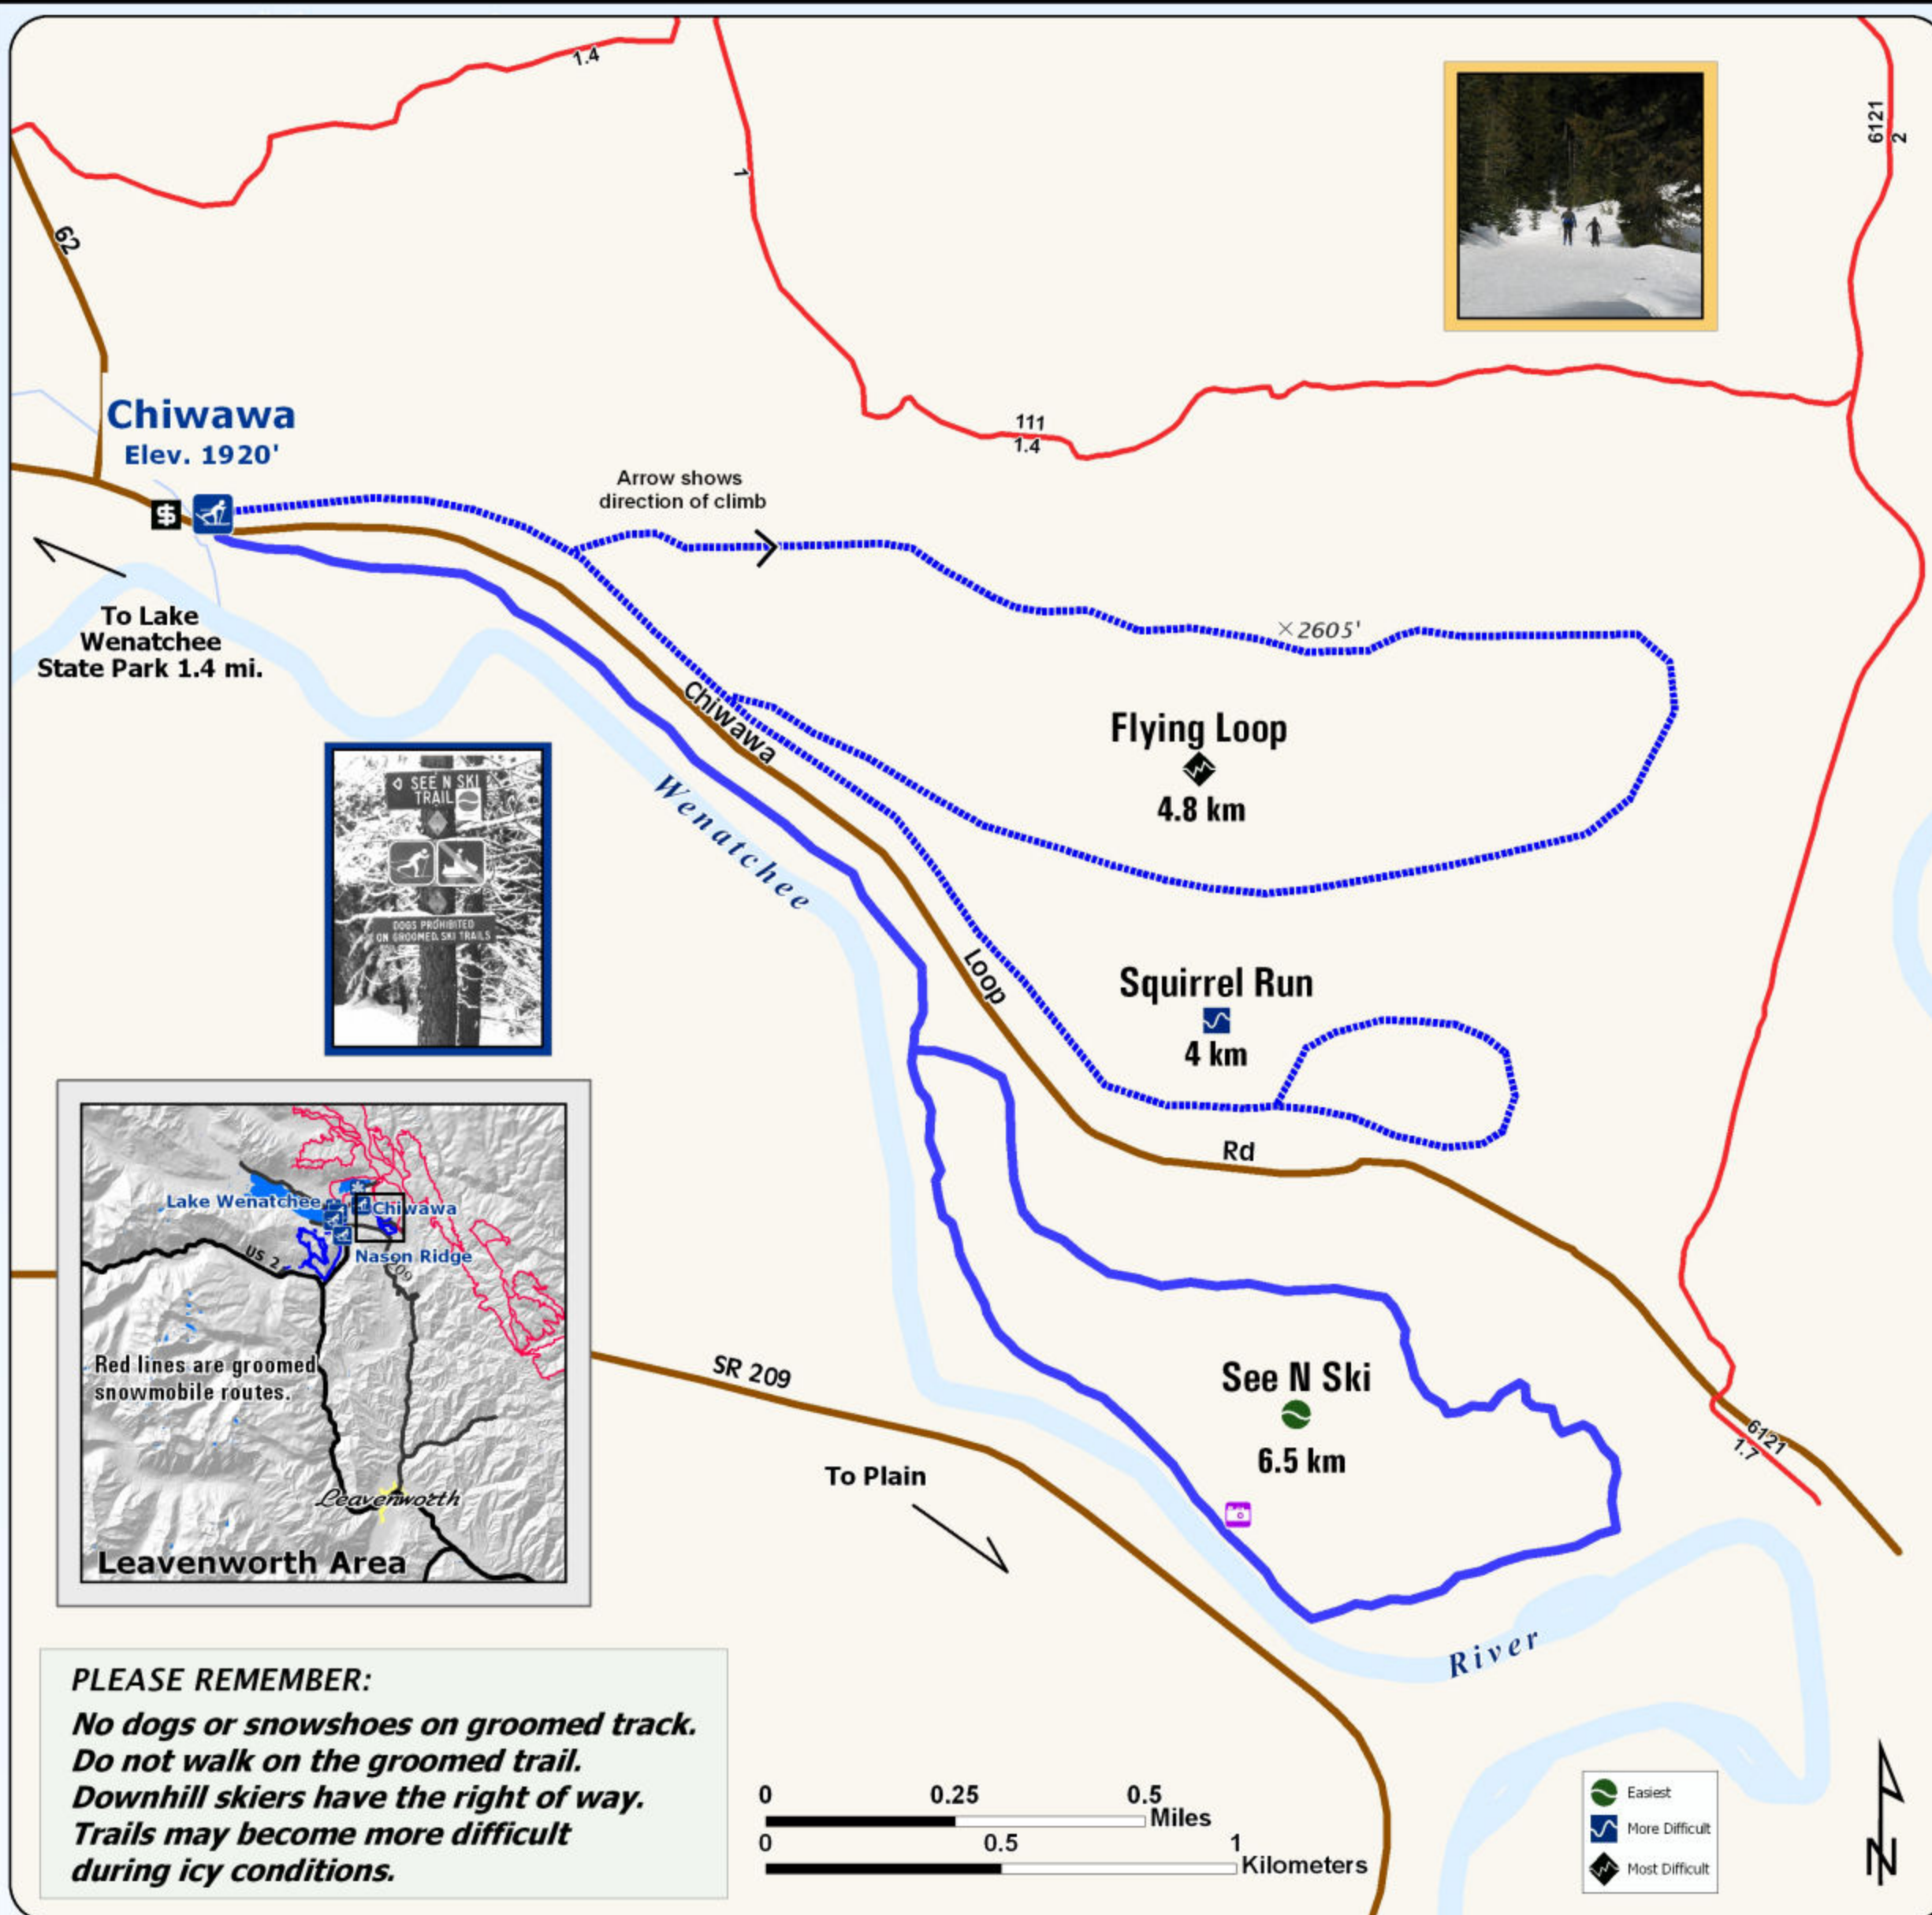 1.4
1
6121
2
62
Chiwawa
Elev. 1920'
111
1.4
$
Arrow shows
direction of climb
To Lake
Wenatchee
State Park 1.4 mi.
×2605'
Flying Loop
4.8 km
Chiwawa
Loop
Rd
Wenatchee
SEE N SKI
TRAIL
DOGS PROHIBITED
ON GROOMED SKI TRAILS
Squirrel Run
4 km
Lake Wenatchee
Chiwawa
Nason Ridge
US 2
209
Red lines are groomed
snowmobile routes.
Leavenworth
Leavenworth Area
SR 209
See N Ski
6.5 km
6121
1.7
To Plain
River
PLEASE REMEMBER:
No dogs or snowshoes on groomed track.
Do not walk on the groomed trail.
Downhill skiers have the right of way.
Trails may become more difficult
during icy conditions.
0 0.25 0.5
Miles
0 0.5 1
Kilometers
Easiest
More Difficult
Most Difficult
N